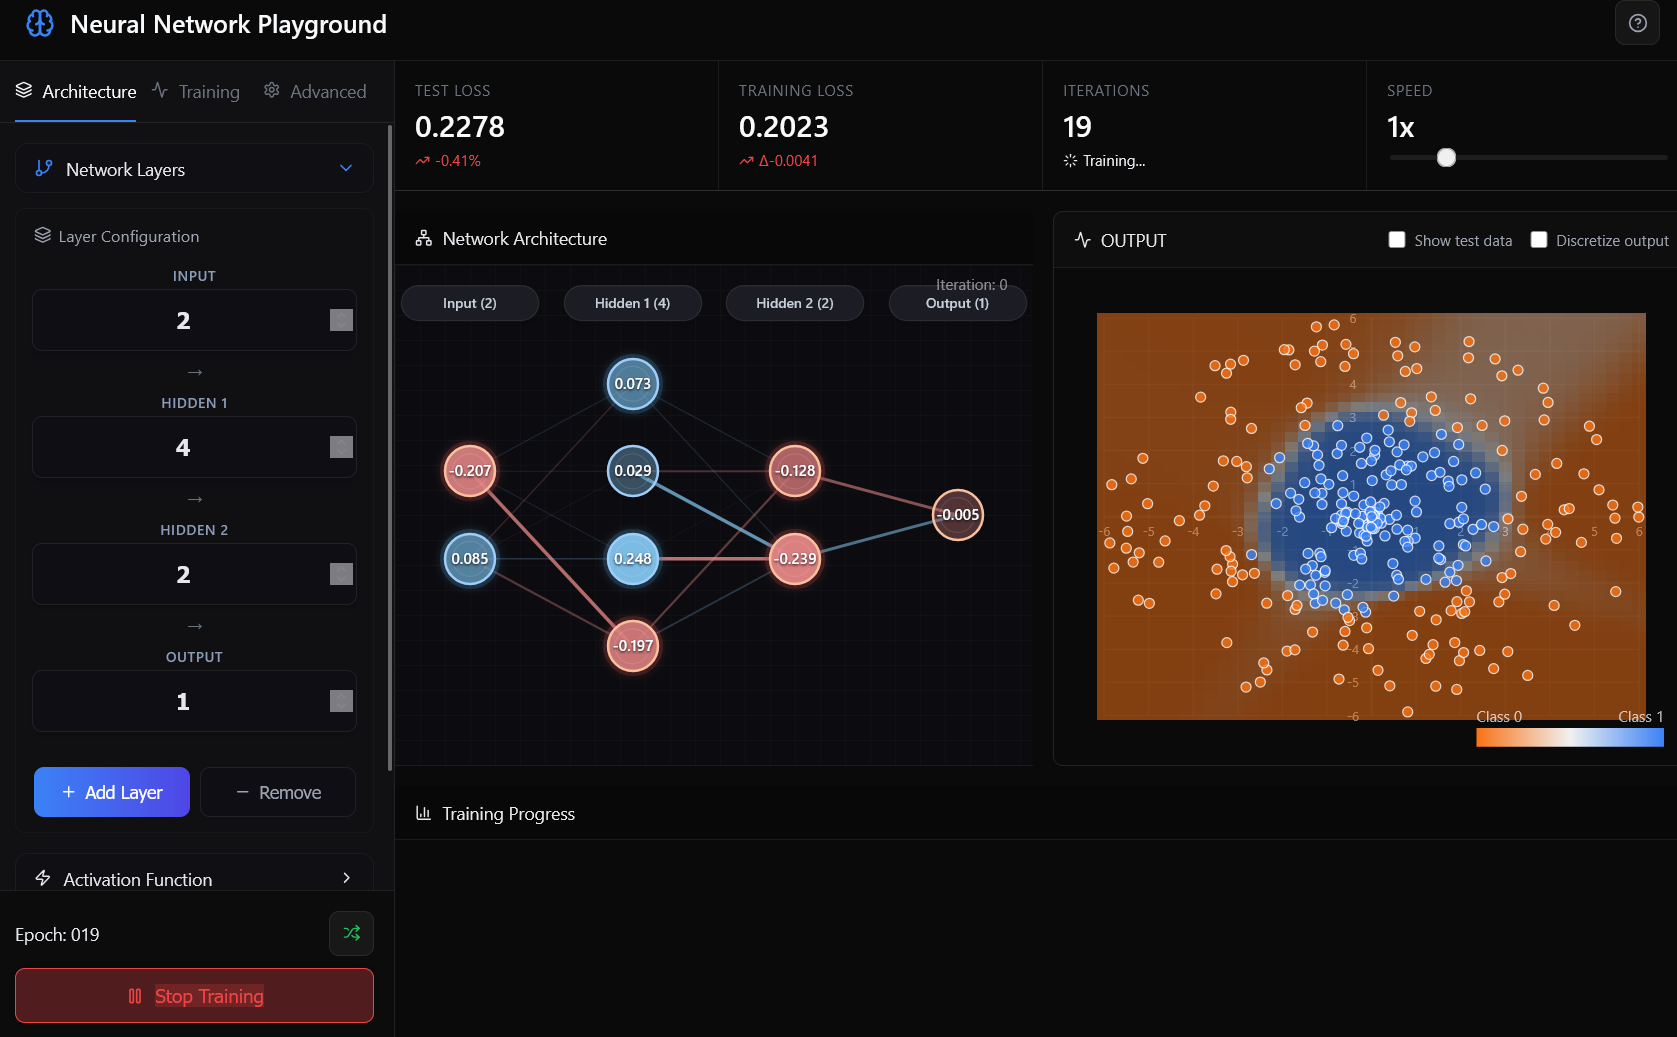 Neural Network Playground
Architecture
Training
Advanced
Network Layers
Layer Configuration
INPUT
2
→
HIDDEN 1
4
→
HIDDEN 2
2
→
OUTPUT
1
+ Add Layer
− Remove
Activation Function
Epoch: 019
Stop Training
TEST LOSS
0.2278
-0.41%
TRAINING LOSS
0.2023
Δ-0.0041
ITERATIONS
19
Training...
SPEED
1x
Network Architecture
Iteration: 0
Input (2)
Hidden 1 (4)
Hidden 2 (2)
Output (1)
0.073
-0.207
0.029
-0.128
-0.005
0.085
0.248
-0.239
-0.197
OUTPUT
Show test data
Discretize output
6
4
3
2
1
-6 -5 -4 -3 -2 -1 1 2 3 5 6
-2
-3
-4
-5
-6
Class 0
Class 1
Training Progress